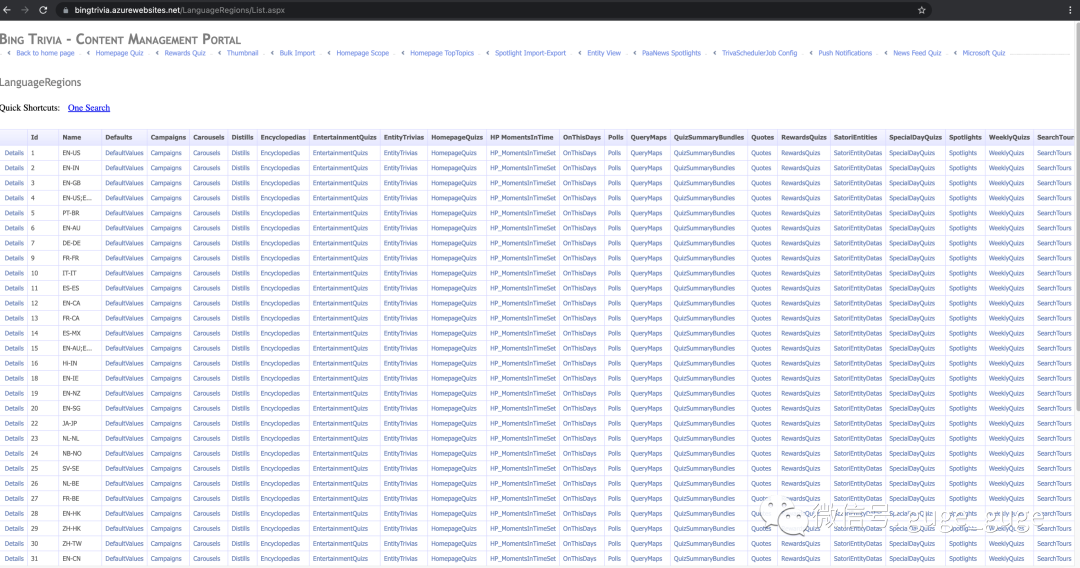 bingtrivia.azurewebsites.net/LanguageRegions/List.aspx
Bing Trivia - Content Management Portal
Back to home page Homepage Quiz Rewards Quiz Thumbnail Bulk Import Homepage Scope Homepage TopTopics Spotlight Import-Export Entity View PaaNews Spotlights TrivaSchedulerJob Config Push Notifications News Feed Quiz Microsoft Quiz
LanguageRegions
Quick Shortcuts: One Search
Id Name Defaults Campaigns Carousels Distills Encyclopedias EntertainmentQuizs EntityTrivias HomepageQuizs HP MomentsInTime OnThisDays Polls QueryMaps QuizSummaryBundles Quotes RewardsQuizs SatoriEntities SpecialDayQuizs Spotlights WeeklyQuizs SearchTours
Details 1 EN-US DefaultValues Campaigns Carousels Distills Encyclopedias EntertainmentQuizs EntityTrivias HomepageQuizs HP_MomentsInTimeSet OnThisDays Polls QueryMaps QuizSummaryBundles Quotes RewardsQuizs SatoriEntityDatas SpecialDayQuizs Spotlights WeeklyQuizs SearchTours
Details 2 EN-IN DefaultValues Campaigns Carousels Distills Encyclopedias EntertainmentQuizs EntityTrivias HomepageQuizs HP_MomentsInTimeSet OnThisDays Polls QueryMaps QuizSummaryBundles Quotes RewardsQuizs SatoriEntityDatas SpecialDayQuizs Spotlights WeeklyQuizs SearchTours
Details 3 EN-GB DefaultValues Campaigns Carousels Distills Encyclopedias EntertainmentQuizs EntityTrivias HomepageQuizs HP_MomentsInTimeSet OnThisDays Polls QueryMaps QuizSummaryBundles Quotes RewardsQuizs SatoriEntityDatas SpecialDayQuizs Spotlights WeeklyQuizs SearchTours
Details 4 EN-US;E... DefaultValues Campaigns Carousels Distills Encyclopedias EntertainmentQuizs EntityTrivias HomepageQuizs HP_MomentsInTimeSet OnThisDays Polls QueryMaps QuizSummaryBundles Quotes RewardsQuizs SatoriEntityDatas SpecialDayQuizs Spotlights WeeklyQuizs SearchTours
Details 5 PT-BR DefaultValues Campaigns Carousels Distills Encyclopedias EntertainmentQuizs EntityTrivias HomepageQuizs HP_MomentsInTimeSet OnThisDays Polls QueryMaps QuizSummaryBundles Quotes RewardsQuizs SatoriEntityDatas SpecialDayQuizs Spotlights WeeklyQuizs SearchTours
Details 6 EN-AU DefaultValues Campaigns Carousels Distills Encyclopedias EntertainmentQuizs EntityTrivias HomepageQuizs HP_MomentsInTimeSet OnThisDays Polls QueryMaps QuizSummaryBundles Quotes RewardsQuizs SatoriEntityDatas SpecialDayQuizs Spotlights WeeklyQuizs SearchTours
Details 7 DE-DE DefaultValues Campaigns Carousels Distills Encyclopedias EntertainmentQuizs EntityTrivias HomepageQuizs HP_MomentsInTimeSet OnThisDays Polls QueryMaps QuizSummaryBundles Quotes RewardsQuizs SatoriEntityDatas SpecialDayQuizs Spotlights WeeklyQuizs SearchTours
Details 9 FR-FR DefaultValues Campaigns Carousels Distills Encyclopedias EntertainmentQuizs EntityTrivias HomepageQuizs HP_MomentsInTimeSet OnThisDays Polls QueryMaps QuizSummaryBundles Quotes RewardsQuizs SatoriEntityDatas SpecialDayQuizs Spotlights WeeklyQuizs SearchTours
Details 10 IT-IT DefaultValues Campaigns Carousels Distills Encyclopedias EntertainmentQuizs EntityTrivias HomepageQuizs HP_MomentsInTimeSet OnThisDays Polls QueryMaps QuizSummaryBundles Quotes RewardsQuizs SatoriEntityDatas SpecialDayQuizs Spotlights WeeklyQuizs SearchTours
Details 11 ES-ES DefaultValues Campaigns Carousels Distills Encyclopedias EntertainmentQuizs EntityTrivias HomepageQuizs HP_MomentsInTimeSet OnThisDays Polls QueryMaps QuizSummaryBundles Quotes RewardsQuizs SatoriEntityDatas SpecialDayQuizs Spotlights WeeklyQuizs SearchTours
Details 12 EN-CA DefaultValues Campaigns Carousels Distills Encyclopedias EntertainmentQuizs EntityTrivias HomepageQuizs HP_MomentsInTimeSet OnThisDays Polls QueryMaps QuizSummaryBundles Quotes RewardsQuizs SatoriEntityDatas SpecialDayQuizs Spotlights WeeklyQuizs SearchTours
Details 13 FR-CA DefaultValues Campaigns Carousels Distills Encyclopedias EntertainmentQuizs EntityTrivias HomepageQuizs HP_MomentsInTimeSet OnThisDays Polls QueryMaps QuizSummaryBundles Quotes RewardsQuizs SatoriEntityDatas SpecialDayQuizs Spotlights WeeklyQuizs SearchTours
Details 14 ES-MX DefaultValues Campaigns Carousels Distills Encyclopedias EntertainmentQuizs EntityTrivias HomepageQuizs HP_MomentsInTimeSet OnThisDays Polls QueryMaps QuizSummaryBundles Quotes RewardsQuizs SatoriEntityDatas SpecialDayQuizs Spotlights WeeklyQuizs SearchTours
Details 15 EN-AU;E... DefaultValues Campaigns Carousels Distills Encyclopedias EntertainmentQuizs EntityTrivias HomepageQuizs HP_MomentsInTimeSet OnThisDays Polls QueryMaps QuizSummaryBundles Quotes RewardsQuizs SatoriEntityDatas SpecialDayQuizs Spotlights WeeklyQuizs SearchTours
Details 16 Hi-IN DefaultValues Campaigns Carousels Distills Encyclopedias EntertainmentQuizs EntityTrivias HomepageQuizs HP_MomentsInTimeSet OnThisDays Polls QueryMaps QuizSummaryBundles Quotes RewardsQuizs SatoriEntityDatas SpecialDayQuizs Spotlights WeeklyQuizs SearchTours
Details 18 EN-IE DefaultValues Campaigns Carousels Distills Encyclopedias EntertainmentQuizs EntityTrivias HomepageQuizs HP_MomentsInTimeSet OnThisDays Polls QueryMaps QuizSummaryBundles Quotes RewardsQuizs SatoriEntityDatas SpecialDayQuizs Spotlights WeeklyQuizs SearchTours
Details 19 EN-NZ DefaultValues Campaigns Carousels Distills Encyclopedias EntertainmentQuizs EntityTrivias HomepageQuizs HP_MomentsInTimeSet OnThisDays Polls QueryMaps QuizSummaryBundles Quotes RewardsQuizs SatoriEntityDatas SpecialDayQuizs Spotlights WeeklyQuizs SearchTours
Details 20 EN-SG DefaultValues Campaigns Carousels Distills Encyclopedias EntertainmentQuizs EntityTrivias HomepageQuizs HP_MomentsInTimeSet OnThisDays Polls QueryMaps QuizSummaryBundles Quotes RewardsQuizs SatoriEntityDatas SpecialDayQuizs Spotlights WeeklyQuizs SearchTours
Details 22 JA-JP DefaultValues Campaigns Carousels Distills Encyclopedias EntertainmentQuizs EntityTrivias HomepageQuizs HP_MomentsInTimeSet OnThisDays Polls QueryMaps QuizSummaryBundles Quotes RewardsQuizs SatoriEntityDatas SpecialDayQuizs Spotlights WeeklyQuizs SearchTours
Details 23 NL-NL DefaultValues Campaigns Carousels Distills Encyclopedias EntertainmentQuizs EntityTrivias HomepageQuizs HP_MomentsInTimeSet OnThisDays Polls QueryMaps QuizSummaryBundles Quotes RewardsQuizs SatoriEntityDatas SpecialDayQuizs Spotlights WeeklyQuizs SearchTours
Details 24 NB-NO DefaultValues Campaigns Carousels Distills Encyclopedias EntertainmentQuizs EntityTrivias HomepageQuizs HP_MomentsInTimeSet OnThisDays Polls QueryMaps QuizSummaryBundles Quotes RewardsQuizs SatoriEntityDatas SpecialDayQuizs Spotlights WeeklyQuizs SearchTours
Details 25 SV-SE DefaultValues Campaigns Carousels Distills Encyclopedias EntertainmentQuizs EntityTrivias HomepageQuizs HP_MomentsInTimeSet OnThisDays Polls QueryMaps QuizSummaryBundles Quotes RewardsQuizs SatoriEntityDatas SpecialDayQuizs Spotlights WeeklyQuizs SearchTours
Details 26 NL-BE DefaultValues Campaigns Carousels Distills Encyclopedias EntertainmentQuizs EntityTrivias HomepageQuizs HP_MomentsInTimeSet OnThisDays Polls QueryMaps QuizSummaryBundles Quotes RewardsQuizs SatoriEntityDatas SpecialDayQuizs Spotlights WeeklyQuizs SearchTours
Details 27 FR-BE DefaultValues Campaigns Carousels Distills Encyclopedias EntertainmentQuizs EntityTrivias HomepageQuizs HP_MomentsInTimeSet OnThisDays Polls QueryMaps QuizSummaryBundles Quotes RewardsQuizs SatoriEntityDatas SpecialDayQuizs Spotlights WeeklyQuizs SearchTours
Details 28 EN-HK DefaultValues Campaigns Carousels Distills Encyclopedias EntertainmentQuizs EntityTrivias HomepageQuizs HP_MomentsInTimeSet OnThisDays Polls QueryMaps QuizSummaryBundles
Details 29 ZH-HK DefaultValues Campaigns Carousels Distills Encyclopedias EntertainmentQuizs EntityTrivias HomepageQuizs HP_MomentsInTimeSet OnThisDays Polls QueryMaps QuizSummaryBundles
微信号: guge_guge
Details 30 ZH-TW DefaultValues Campaigns Carousels Distills Encyclopedias EntertainmentQuizs EntityTrivias HomepageQuizs HP_MomentsInTimeSet OnThisDays Polls QueryMaps QuizSummaryBundles Quotes RewardsQuizs SatoriEntityDatas SpecialDayQuizs Spotlights WeeklyQuizs SearchTours
Details 31 EN-CN DefaultValues Campaigns Carousels Distills Encyclopedias EntertainmentQuizs EntityTrivias HomepageQuizs HP_MomentsInTimeSet OnThisDays Polls QueryMaps QuizSummaryBundles Quotes RewardsQuizs SatoriEntityDatas SpecialDayQuizs Spotlights WeeklyQuizs SearchTours